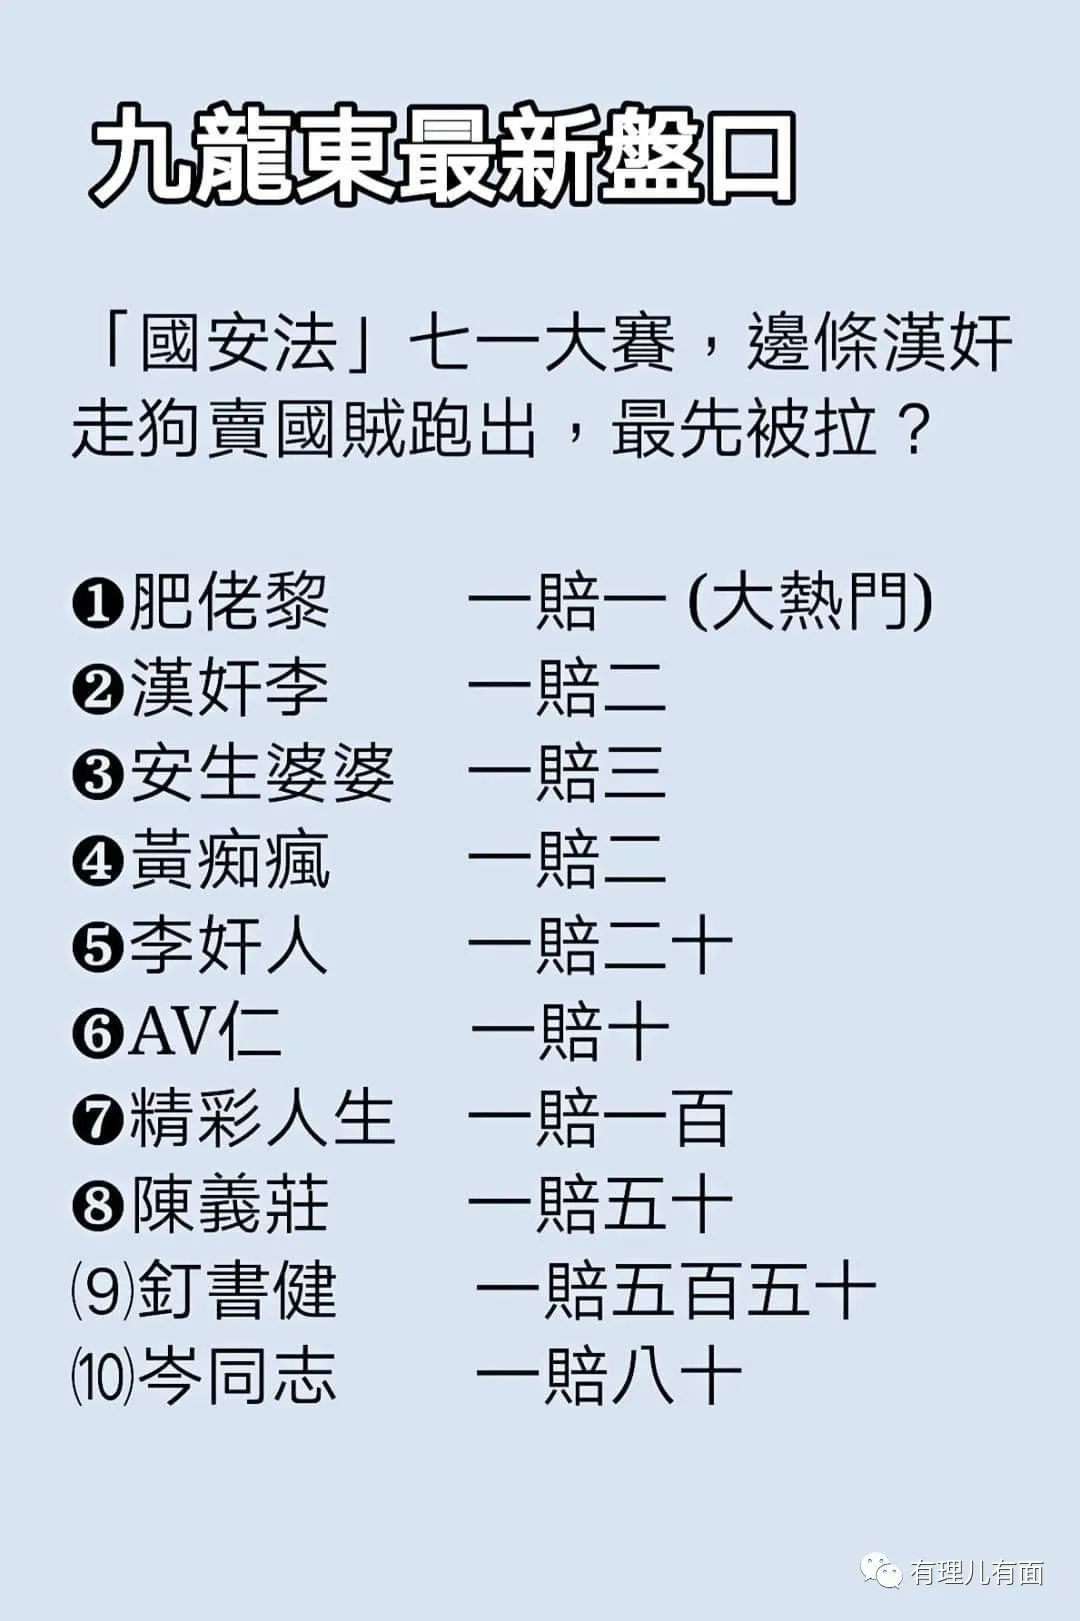 九龍東最新盤口
「國安法」七一大賽，邊條漢奸
走狗賣國賊跑出，最先被拉？
❶肥佬黎 一賠一 (大熱門)
❷漢奸李 一賠二
❸安生婆婆 一賠三
❹黃痴瘋 一賠二
❺李奸人 一賠二十
❻AV仁 一賠十
❼精彩人生 一賠一百
❽陳義莊 一賠五十
⑼釘書健 一賠五百五十
⑽岑同志 一賠八十
有理儿有面